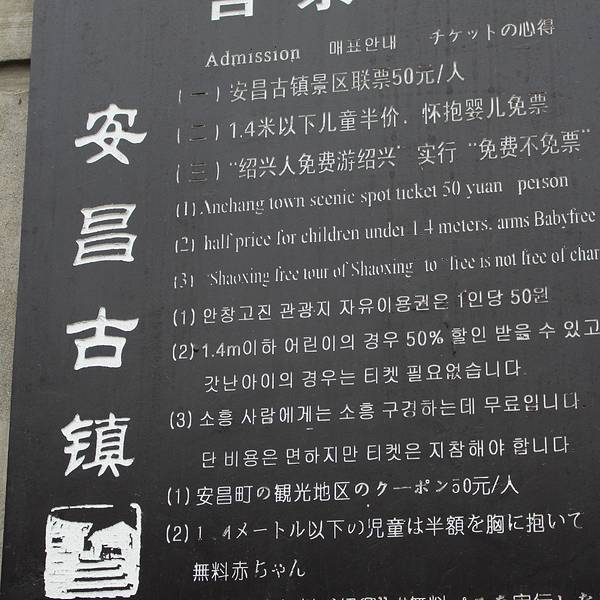 Admission 매표안내 チケットの心得
(一) 安昌古镇景区联票50元/人
(二) 1.4米以下儿童半价．怀抱婴儿免票
(三) “绍兴人免费游绍兴” 实行 “免费不免票”
(1) Anchang town scenic spot ticket 50 yuan person
(2) half price for children under 1 4 meters. arms Babyfree
(3) “Shaoxing free tour of Shaoxing to “free is not free of char
(1) 안창고진 관광지 자유이용권은 1인당 50원
(2) 1.4m이하 어린이의 경우 50% 할인 받을 수 있고
갓난아이의 경우는 티켓 필요없습니다.
(3) 소흥 사람에게는 소흥 구경하는데 무료입니다.
단 비용은 면하지만 티켓은 지참해야 합니다
(1) 安昌町の観光地区のクーポン50元/人
(2) 1 4メートル以下の児童は半額を胸に抱いて
無料赤ちゃん
安昌古镇